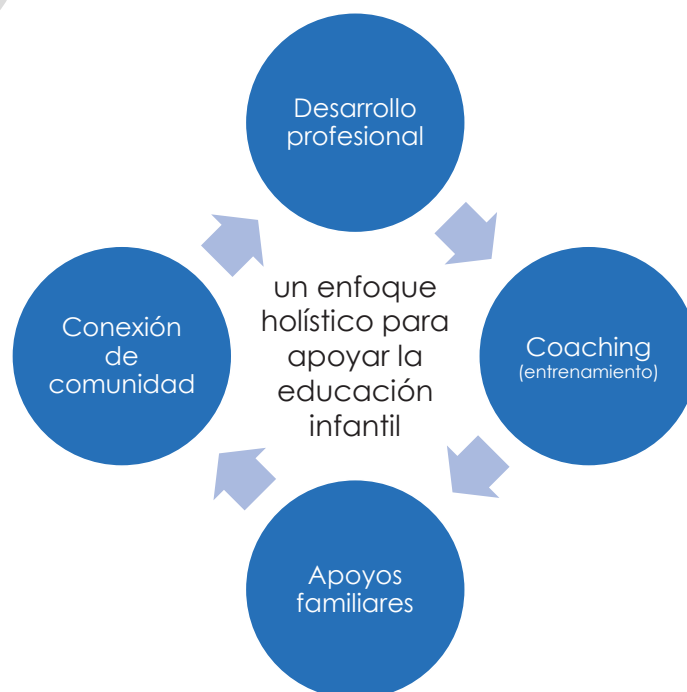 Desarrollo
profesional
un enfoque
holístico para
apoyar la
educación
infantil
Conexión
de
comunidad
Coaching
(entrenamiento)
Apoyos
familiares